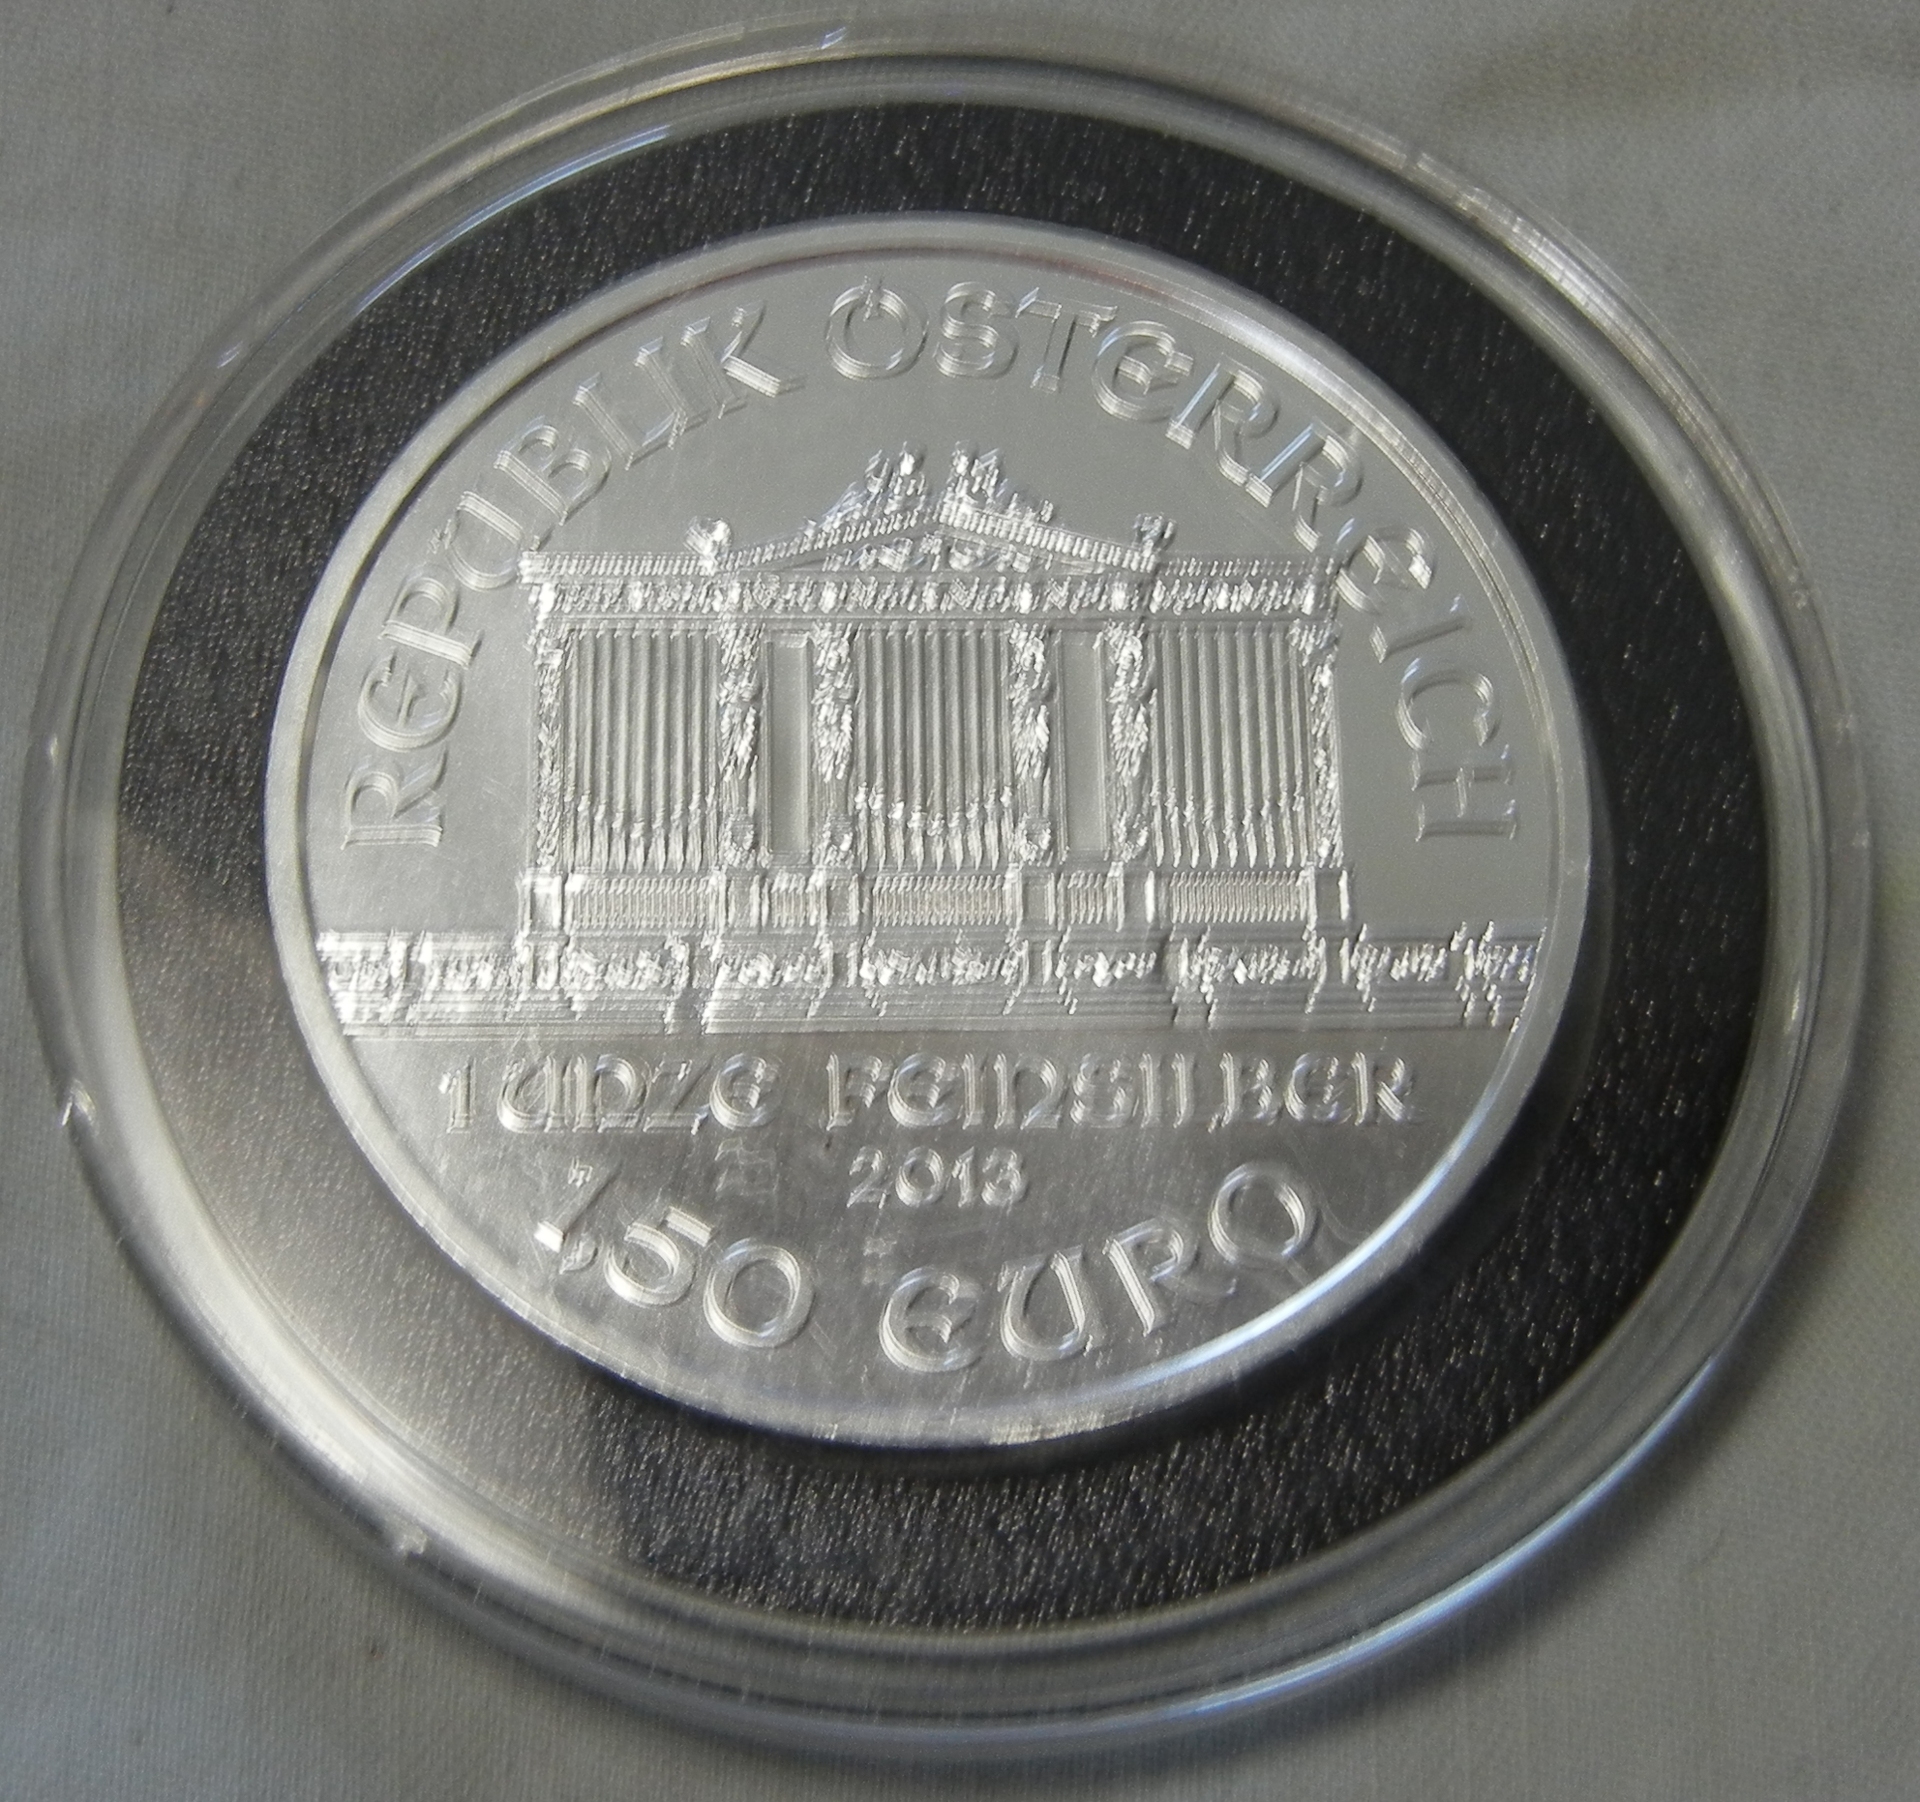 REPUBLIK ÖSTERREICH
1 UNZE FEINSILBER
2013
1,50 EURO